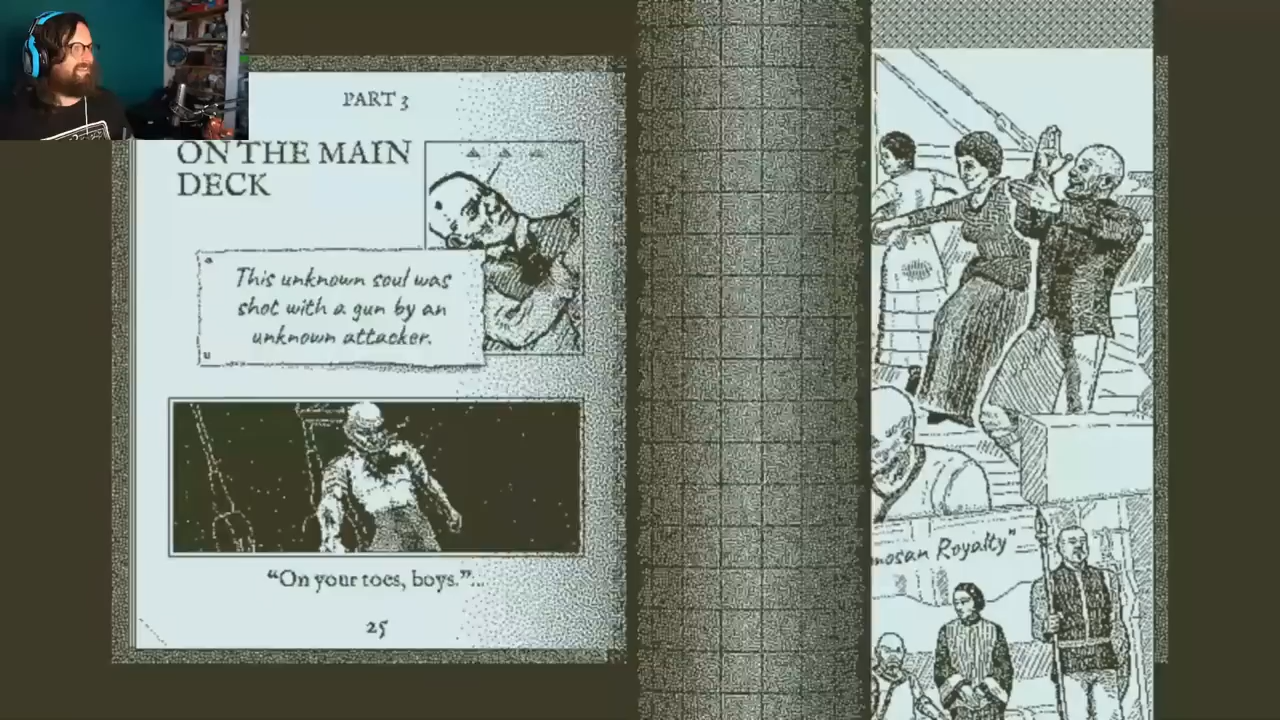 PART 3
ON THE MAIN
DECK
This unknown soul was
shot with a gun by an
unknown attacker.
"On your toes, boys."...
25
Royalty"